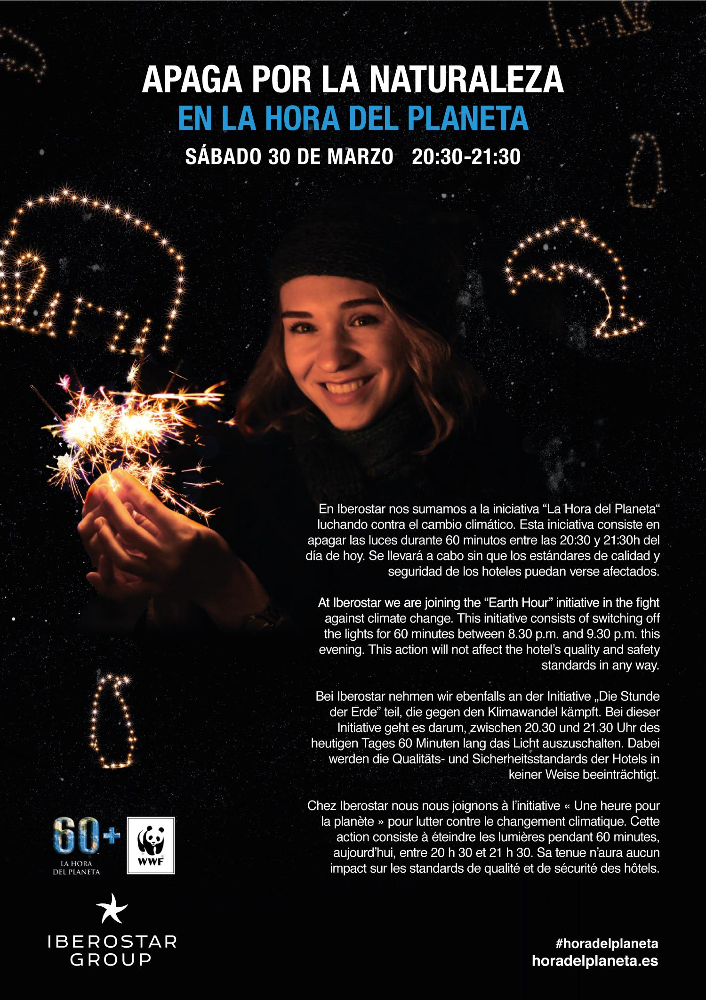 APAGA POR LA NATURALEZA
EN LA HORA DEL PLANETA
SÁBADO 30 DE MARZO 20:30-21:30
En Iberostar nos sumamos a la iniciativa “La Hora del Planeta“
luchando contra el cambio climático. Esta iniciativa consiste en
apagar las luces durante 60 minutos entre las 20:30 y 21:30h del
día de hoy. Se llevará a cabo sin que los estándares de calidad y
seguridad de los hoteles puedan verse afectados.
At Iberostar we are joining the “Earth Hour” initiative in the fight
against climate change. This initiative consists of switching off
the lights for 60 minutes between 8.30 p.m. and 9.30 p.m. this
evening. This action will not affect the hotel’s quality and safety
standards in any way.
Bei Iberostar nehmen wir ebenfalls an der Initiative „Die Stunde
der Erde” teil, die gegen den Klimawandel kämpft. Bei dieser
Initiative geht es darum, zwischen 20.30 und 21.30 Uhr des
heutigen Tages 60 Minuten lang das Licht auszuschalten. Dabei
werden die Qualitäts- und Sicherheitsstandards der Hotels in
keiner Weise beeinträchtigt.
Chez Iberostar nous nous joignons à l’initiative « Une heure pour
la planète » pour lutter contre le changement climatique. Cette
action consiste à éteindre les lumières pendant 60 minutes,
aujourd’hui, entre 20 h 30 et 21 h 30. Sa tenue n’aura aucun
impact sur les standards de qualité et de sécurité des hôtels.
60+
LA HORA
DEL PLANETA
WWF
IBEROSTAR
GROUP
#horadelplaneta
horadelplaneta.es